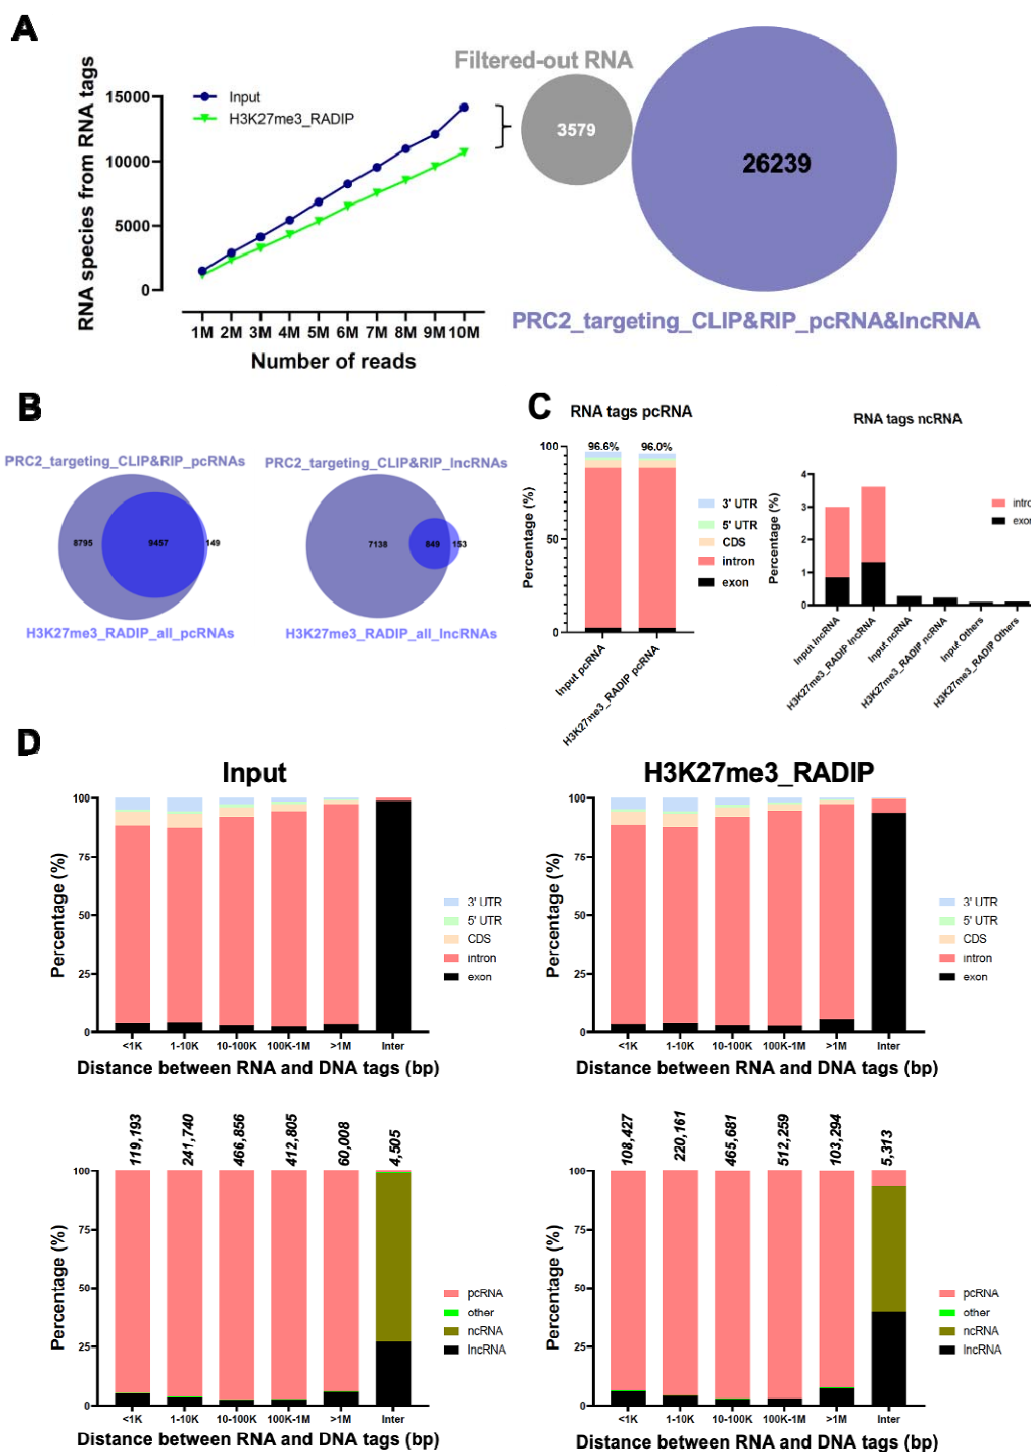 A
Filtered-out RNA
3579
26239
PRC2_targeting_CLIP&RIP_pcRNA&lncRNA
RNA species from RNA tags
15000
10000
5000
0
Input
H3K27me3_RADIP
1M 2M 3M 4M 5M 6M 7M 8M 9M 10M
Number of reads
B
PRC2_targeting_CLIP&RIP_pcRNAs
8795
9457
149
H3K27me3_RADIP_all_pcRNAs
PRC2_targeting_CLIP&RIP_lncRNAs
7138
849
153
H3K27me3_RADIP_all_lncRNAs
C
RNA tags pcRNA
96.6% 96.0%
Percentage (%)
100
50
0
3' UTR
5' UTR
CDS
intron
exon
Input pcRNA
H3K27me3_RADIP pcRNA
RNA tags ncRNA
Percentage (%)
4
3
2
1
0
intro
exon
Input lncRNA
H3K27me3_RADIP lncRNA
Input ncRNA
H3K27me3_RADIP ncRNA
Input Others
H3K27me3_RADIP Others
D
Input
Percentage (%)
100
75
50
25
0
3' UTR
5' UTR
CDS
intron
exon
<1K 1-10K 10-100K 100K-1M >1M Inter
Distance between RNA and DNA tags (bp)
H3K27me3_RADIP
Percentage (%)
100
75
50
25
0
3' UTR
5' UTR
CDS
intron
exon
<1K 1-10K 10-100K 100K-1M >1M Inter
Distance between RNA and DNA tags (bp)
119,193 241,740 466,856 412,805 60,008 4,505
Percentage (%)
100
75
50
25
0
pcRNA
other
ncRNA
lncRNA
<1K 1-10K 10-100K 100K-1M >1M Inter
Distance between RNA and DNA tags (bp)
108,427 220,161 465,681 512,259 103,294 5,313
Percentage (%)
100
75
50
25
0
pcRNA
other
ncRNA
lncRNA
<1K 1-10K 10-100K 100K-1M >1M Inter
Distance between RNA and DNA tags (bp)